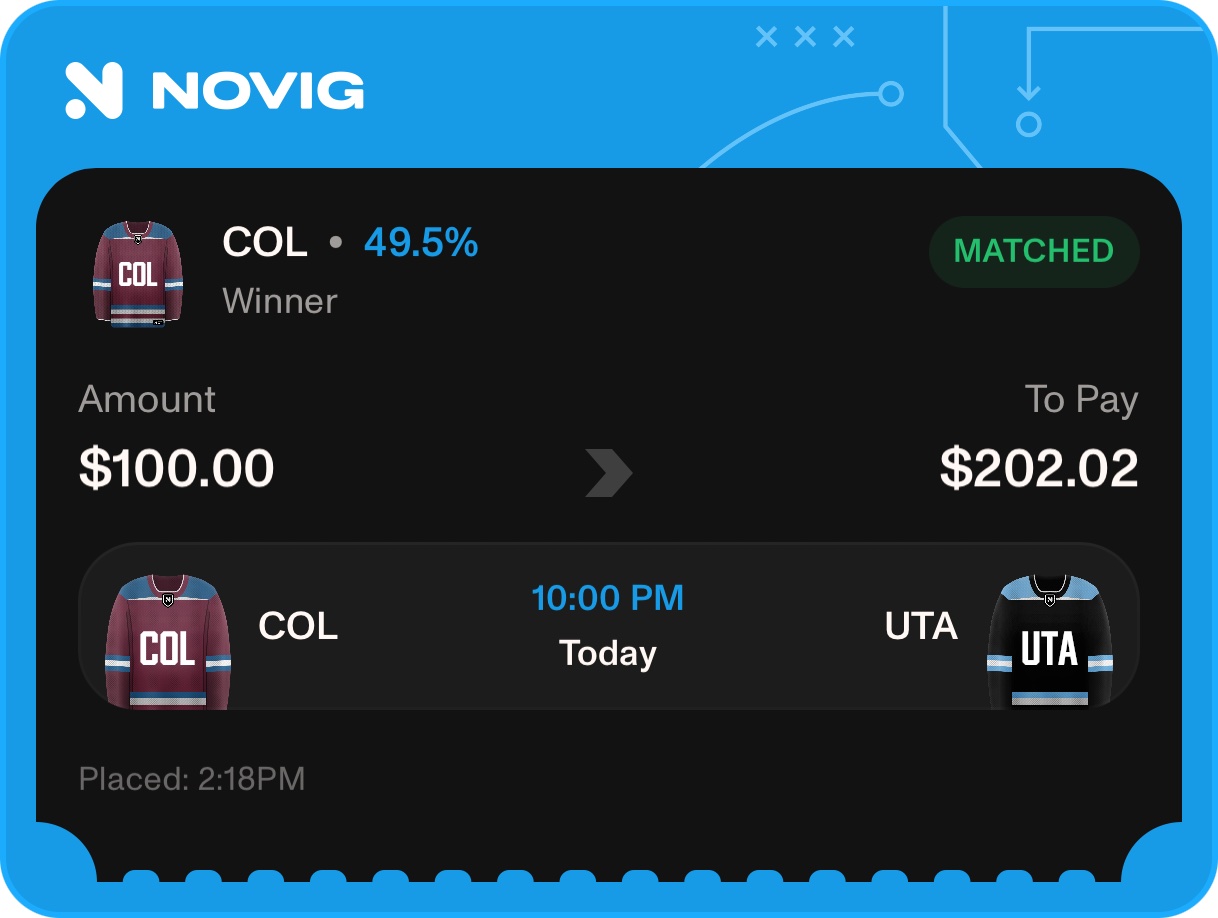 NOVIG
COL • 49.5%
Winner
MATCHED
COL
Amount
To Pay
$100.00
$202.02
COL
COL
10:00 PM
Today
UTA
UTA
Placed: 2:18PM